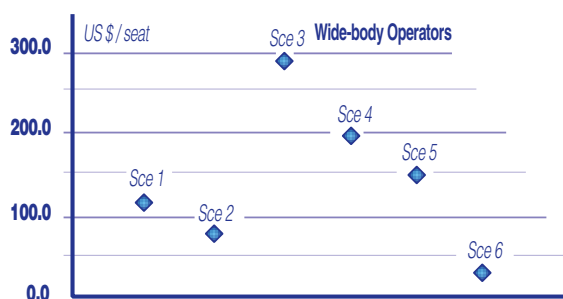 US $ / seat
Wide-body Operators
300.0
200.0
100.0
0.0
Sce 1
Sce 2
Sce 3
Sce 4
Sce 5
Sce 6